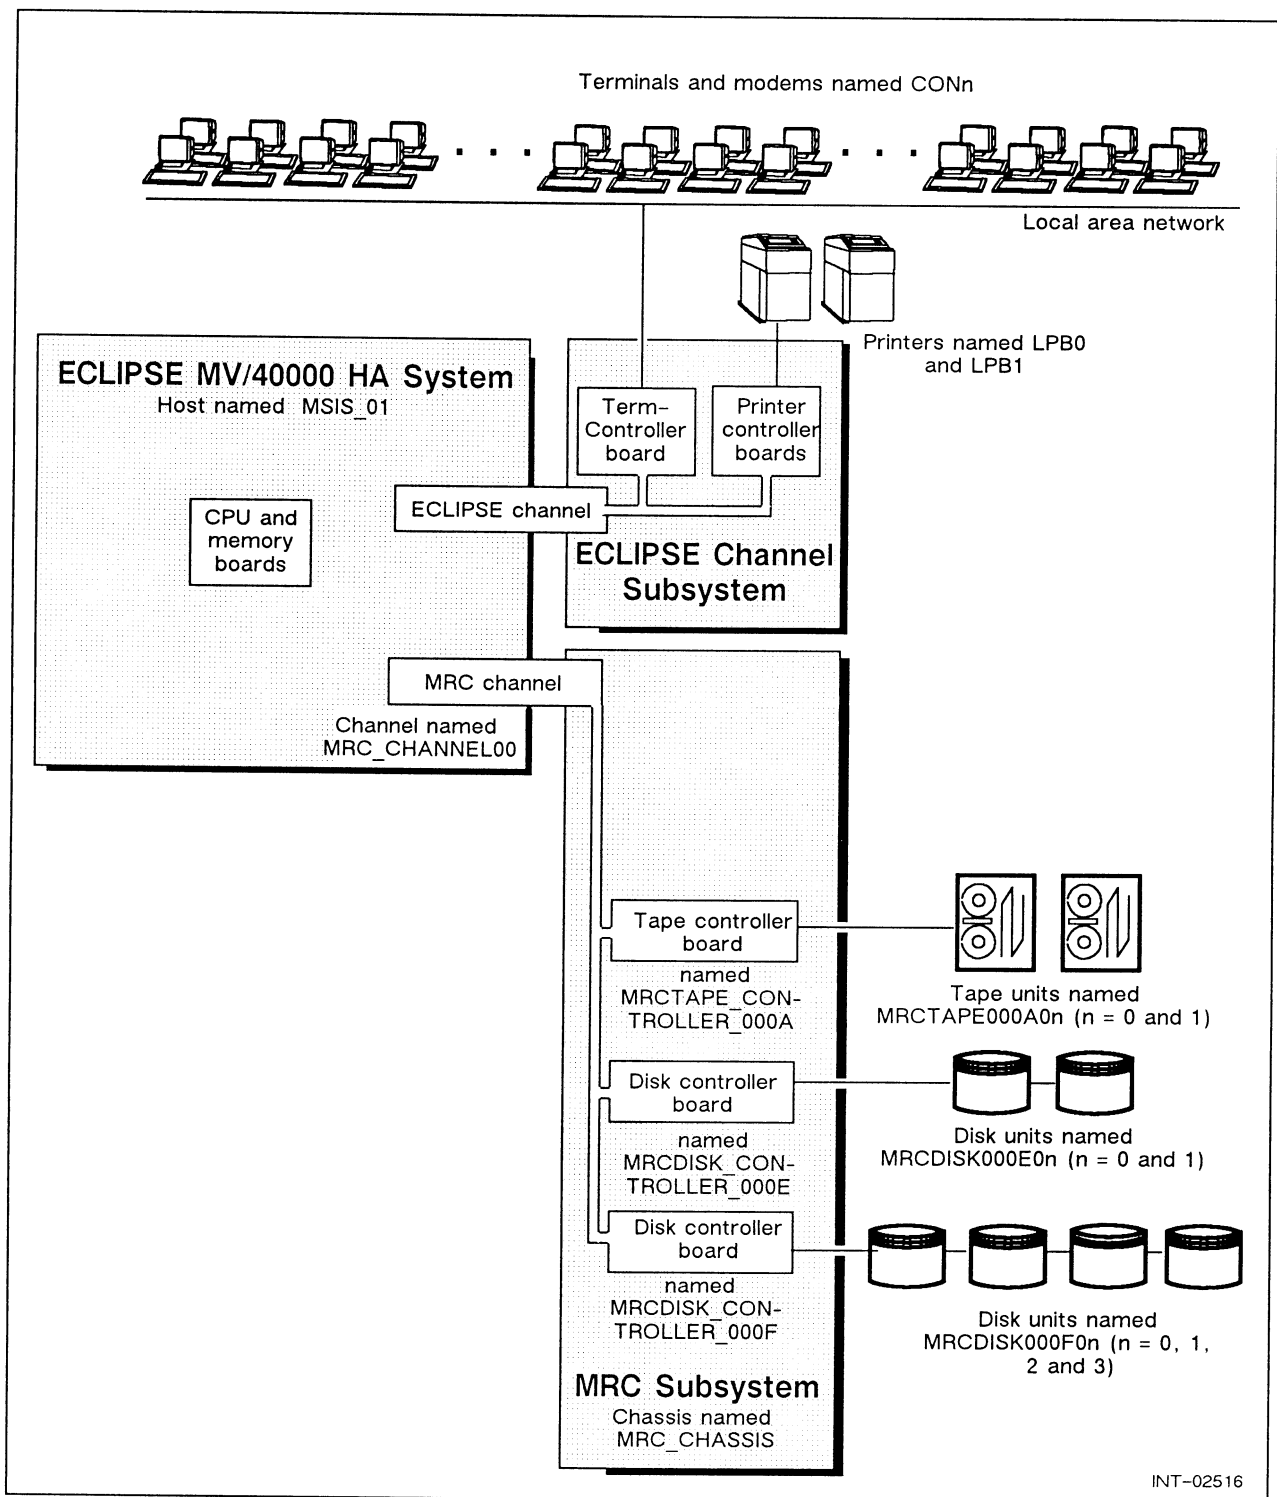 Terminals and modems named CONn
Local area network
Printers named LPB0
and LPB1
ECLIPSE MV/40000 HA System
Host named MSIS_01
CPU and
memory
boards
ECLIPSE channel
Term-
Controller
board
Printer
controller
boards
ECLIPSE Channel
Subsystem
MRC channel
Channel named
MRC_CHANNEL00
Tape controller
board
named
MRCTAPE_CON-
TROLLER_000A
Tape units named
MRCTAPE000A0n (n = 0 and 1)
Disk controller
board
named
MRCDISK_CON-
TROLLER_000E
Disk units named
MRCDISK000E0n (n = 0 and 1)
Disk controller
board
named
MRCDISK_CON-
TROLLER_000F
Disk units named
MRCDISK000F0n (n = 0, 1,
2 and 3)
MRC Subsystem
Chassis named
MRC_CHASSIS
INT-02516